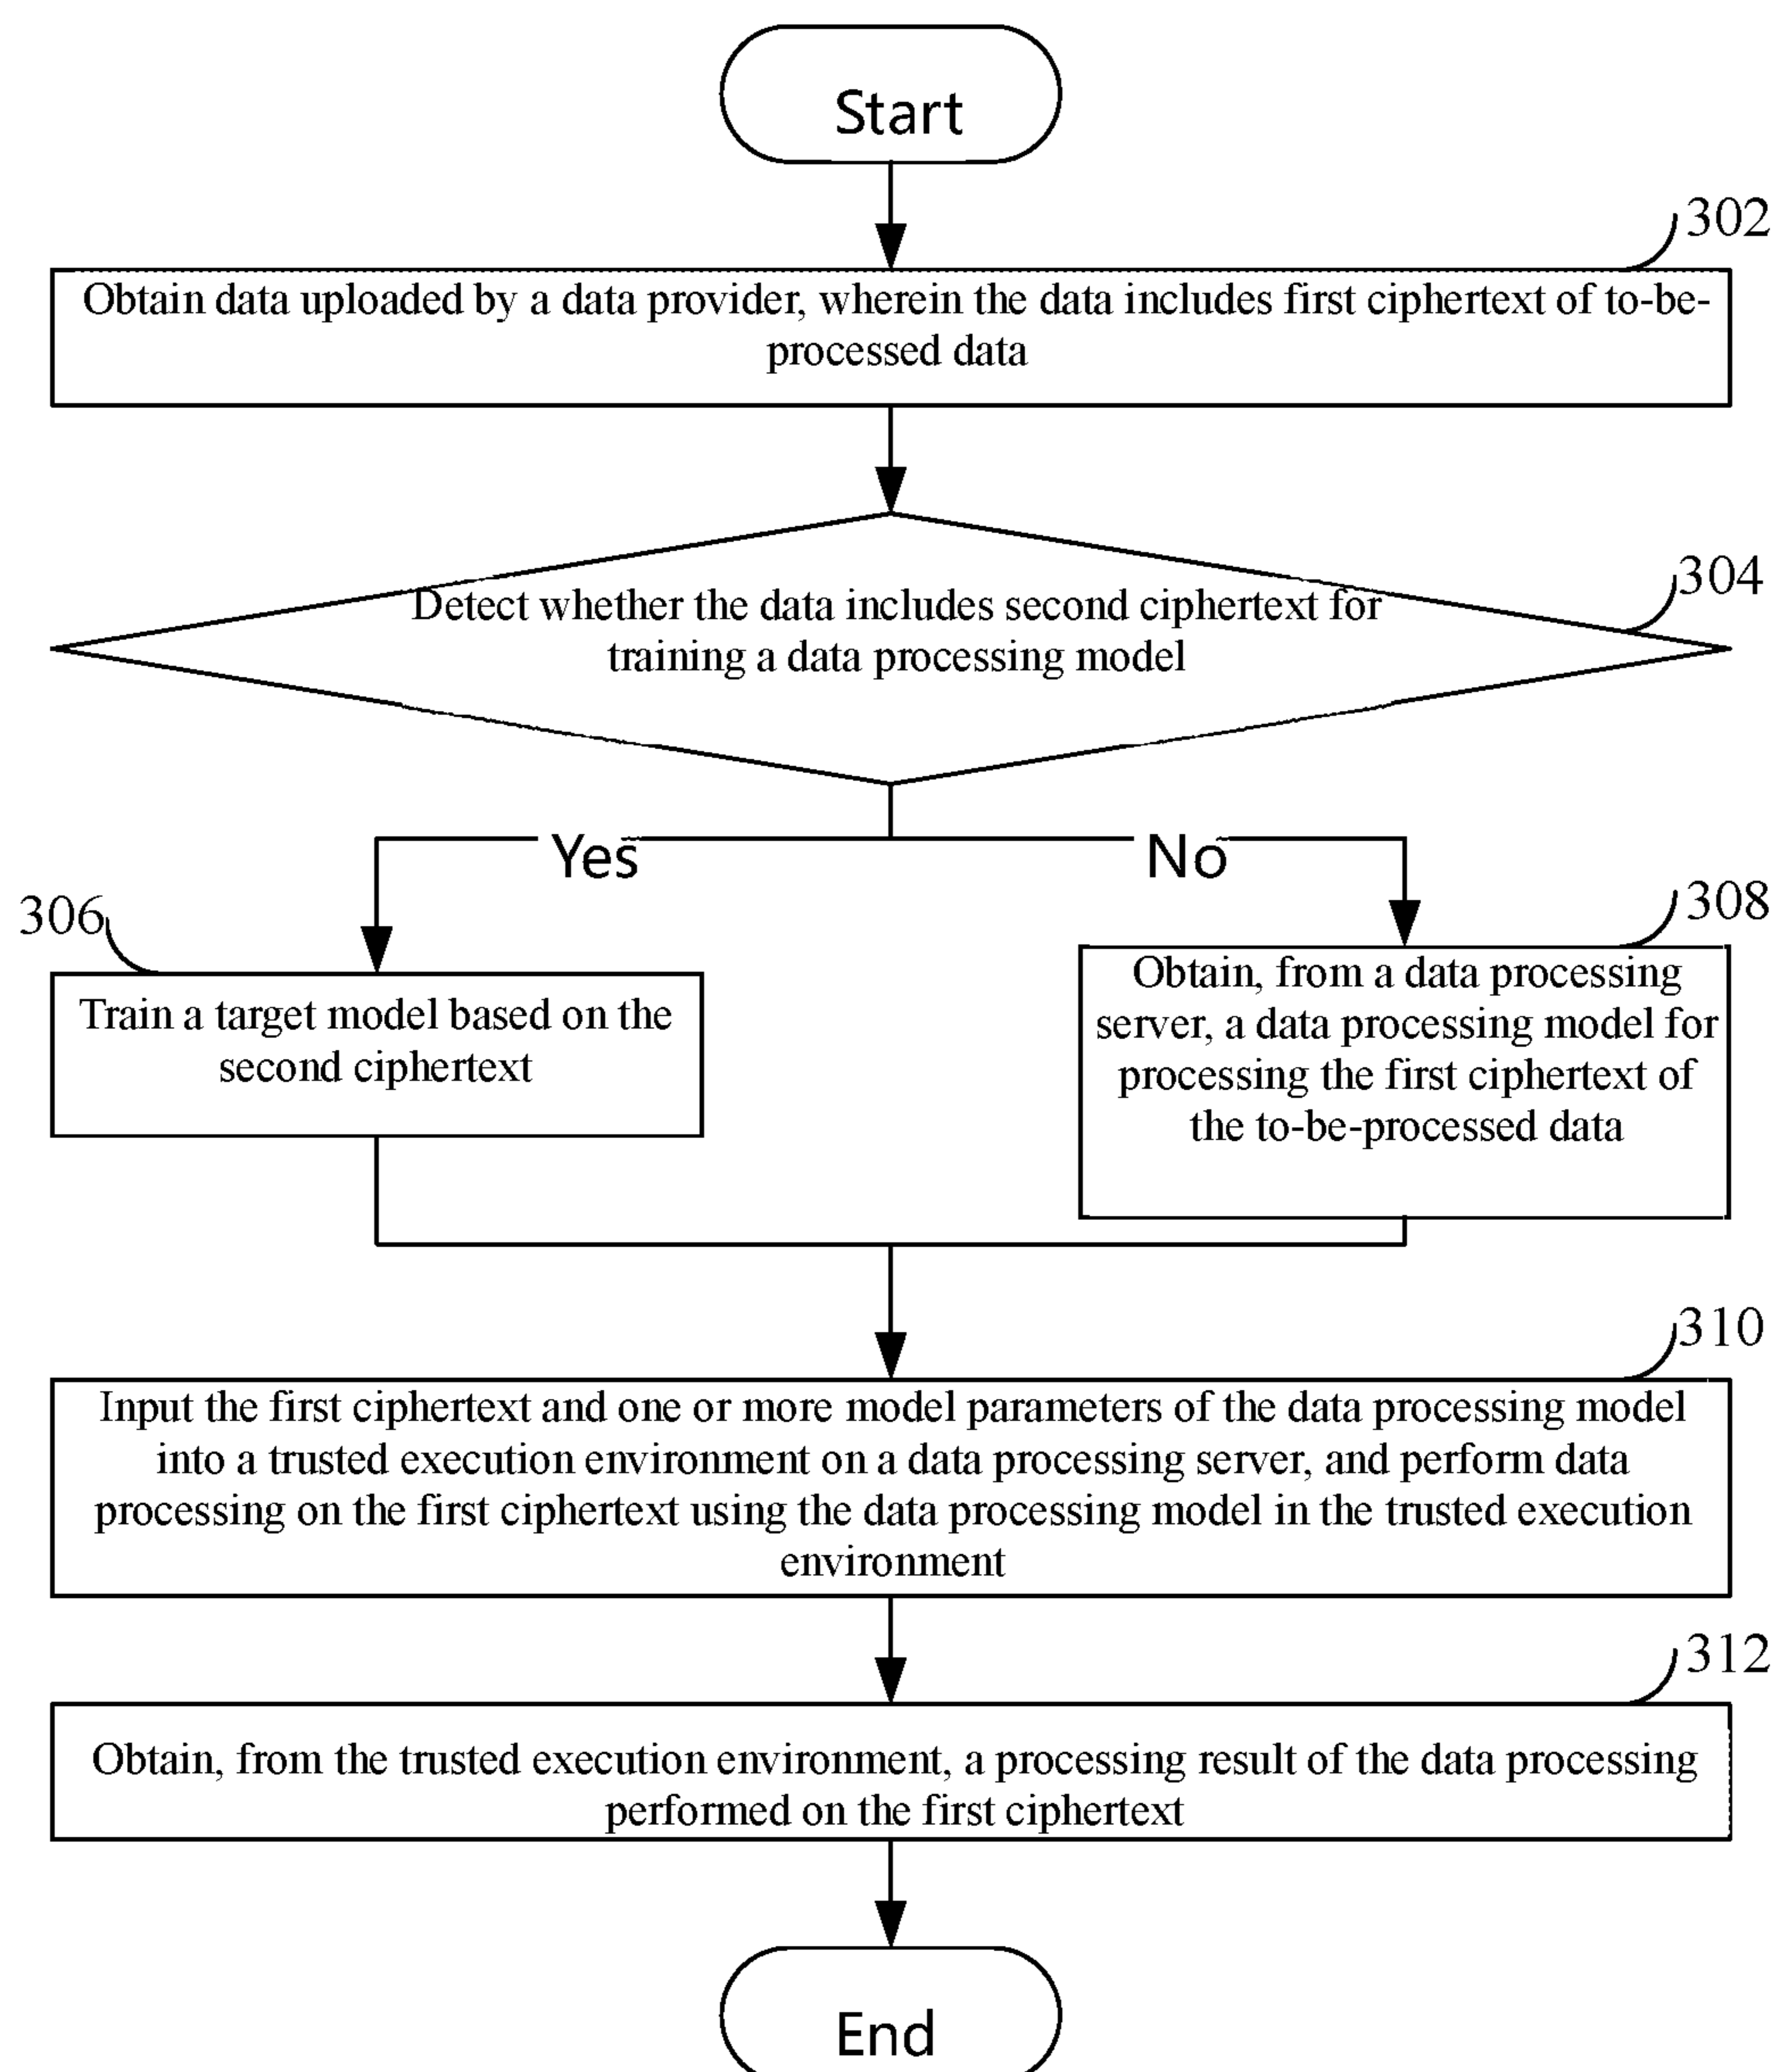 Start
302
Obtain data uploaded by a data provider, wherein the data includes first ciphertext of to-be-
processed data
304
Detect whether the data includes second ciphertext for
training a data processing model
Yes
No
306
Train a target model based on the
second ciphertext
308
Obtain, from a data processing
server, a data processing model for
processing the first ciphertext of
the to-be-processed data
310
Input the first ciphertext and one or more model parameters of the data processing model
into a trusted execution environment on a data processing server, and perform data
processing on the first ciphertext using the data processing model in the trusted execution
environment
312
Obtain, from the trusted execution environment, a processing result of the data processing
performed on the first ciphertext
End